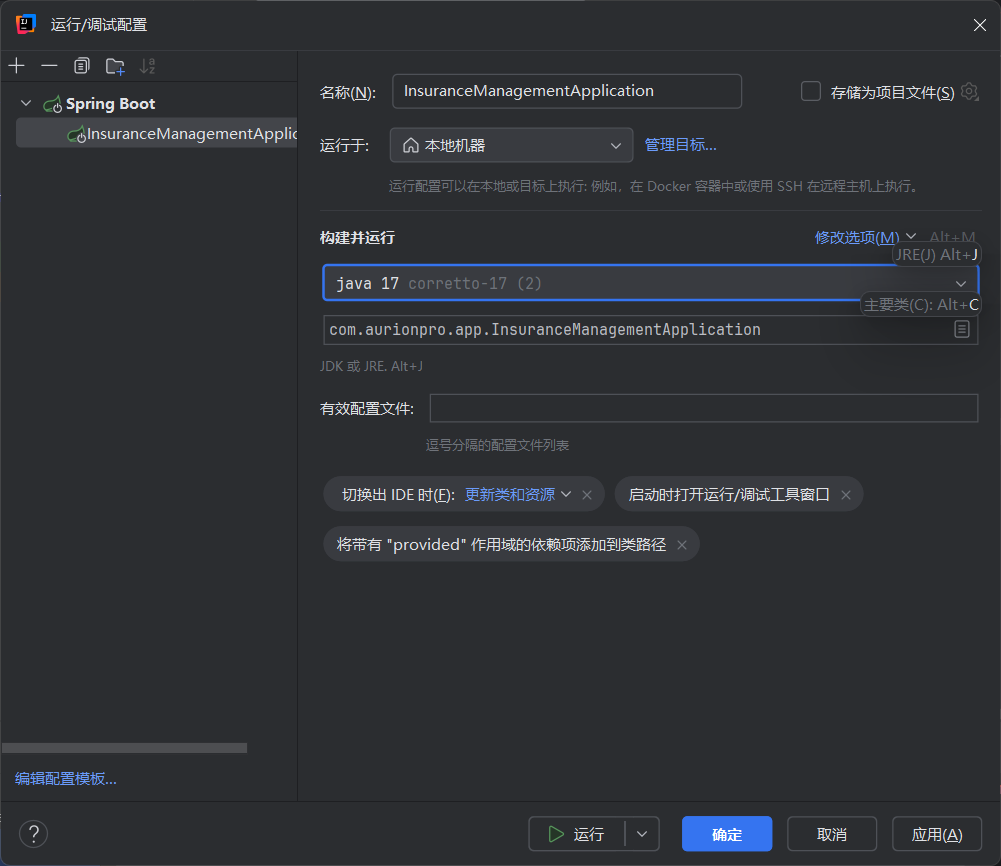 运行/调试配置
Spring Boot
InsuranceManagementApplic
编辑配置模板...
名称(N):
InsuranceManagementApplication
存储为项目文件(S)
运行于:
本地机器
管理目标...
运行配置可以在本地或目标上执行: 例如，在 Docker 容器中或使用 SSH 在远程主机上执行。
构建并运行
修改选项(M)
Alt+M
JRE(J) Alt+J
java 17 corretto-17 (2)
主要类(C): Alt+C
com.aurionpro.app.InsuranceManagementApplication
JDK 或 JRE. Alt+J
有效配置文件:
逗号分隔的配置文件列表
切换出 IDE 时(F): 更新类和资源
启动时打开运行/调试工具窗口
将带有 "provided" 作用域的依赖项添加到类路径
?
运行
确定
取消
应用(A)